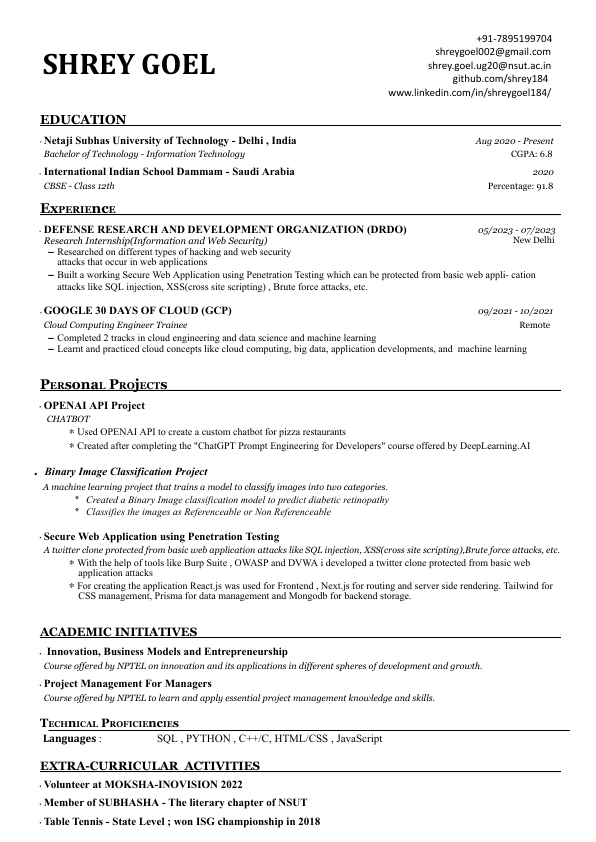 +91-7895199704
shreygoel002@gmail.com
SHREY GOEL
shrey.goel.ug20@nsut.ac.in
github.com/shrey184
www.linkedin.com/in/shreygoel184/
EDUCATION
· Netaji Subhas University of Technology - Delhi , India Aug 2020 - Present
Bachelor of Technology - Information Technology CGPA: 6.8
· International Indian School Dammam - Saudi Arabia 2020
CBSE - Class 12th Percentage: 91.8
EXPERIEnCE
· DEFENSE RESEARCH AND DEVELOPMENT ORGANIZATION (DRDO) 05/2023 - 07/2023
Research Internship(Information and Web Security) New Delhi
– Researched on different types of hacking and web security
attacks that occur in web applications
– Built a working Secure Web Application using Penetration Testing which can be protected from basic web appli- cation
attacks like SQL injection, XSS(cross site scripting) , Brute force attacks, etc.
· GOOGLE 30 DAYS OF CLOUD (GCP) 09/2021 - 10/2021
Cloud Computing Engineer Trainee Remote
– Completed 2 tracks in cloud engineering and data science and machine learning
– Learnt and practiced cloud concepts like cloud computing, big data, application developments, and machine learning
PErsonal ProjEcts
· OPENAI API Project
CHATBOT
* Used OPENAI API to create a custom chatbot for pizza restaurants
* Created after completing the "ChatGPT Prompt Engineering for Developers" course offered by DeepLearning.AI
. Binary Image Classification Project
A machine learning project that trains a model to classify images into two categories.
* Created a Binary Image classification model to predict diabetic retinopathy
* Classifies the images as Referenceable or Non Referenceable
· Secure Web Application using Penetration Testing
A twitter clone protected from basic web application attacks like SQL injection, XSS(cross site scripting),Brute force attacks, etc.
* With the help of tools like Burp Suite , OWASP and DVWA i developed a twitter clone protected from basic web
application attacks
* For creating the application React.js was used for Frontend , Next.js for routing and server side rendering. Tailwind for
CSS management, Prisma for data management and Mongodb for backend storage.
ACADEMIC INITIATIVES
· Innovation, Business Models and Entrepreneurship
Course offered by NPTEL on innovation and its applications in different spheres of development and growth.
· Project Management For Managers
Course offered by NPTEL to learn and apply essential project management knowledge and skills.
TECHnICAL PROFICIEnCIES
Languages : SQL , PYTHON , C++/C, HTML/CSS , JavaScript
EXTRA-CURRICULAR ACTIVITIES
· Volunteer at MOKSHA-INOVISION 2022
· Member of SUBHASHA - The literary chapter of NSUT
· Table Tennis - State Level ; won ISG championship in 2018